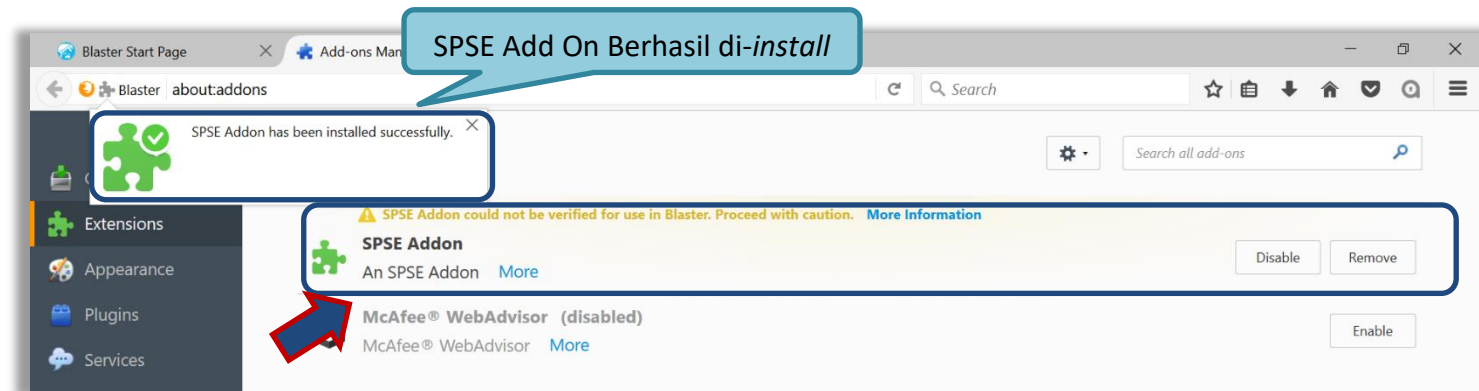 SPSE Add On Berhasil di-install
Blaster Start Page
Add-ons Man
Blaster about:addons
Search
SPSE Addon has been installed successfully.
Search all add-ons
SPSE Addon could not be verified for use in Blaster. Proceed with caution. More Information
Extensions
SPSE Addon
An SPSE Addon More
Disable
Remove
Appearance
Plugins
McAfee® WebAdvisor (disabled)
McAfee® WebAdvisor More
Enable
Services